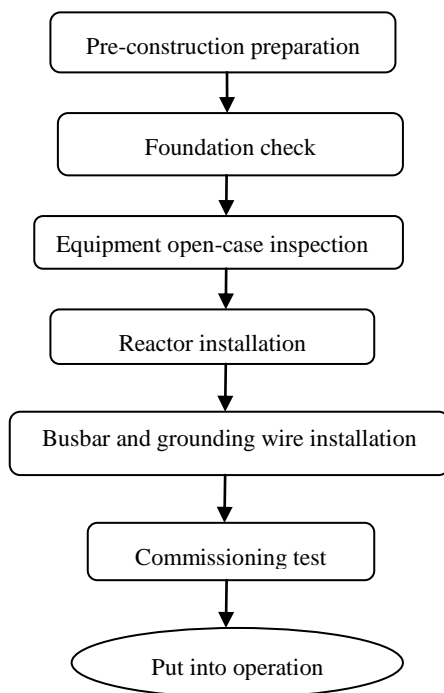 Pre-construction preparation
Foundation check
Equipment open-case inspection
Reactor installation
Busbar and grounding wire installation
Commissioning test
Put into operation